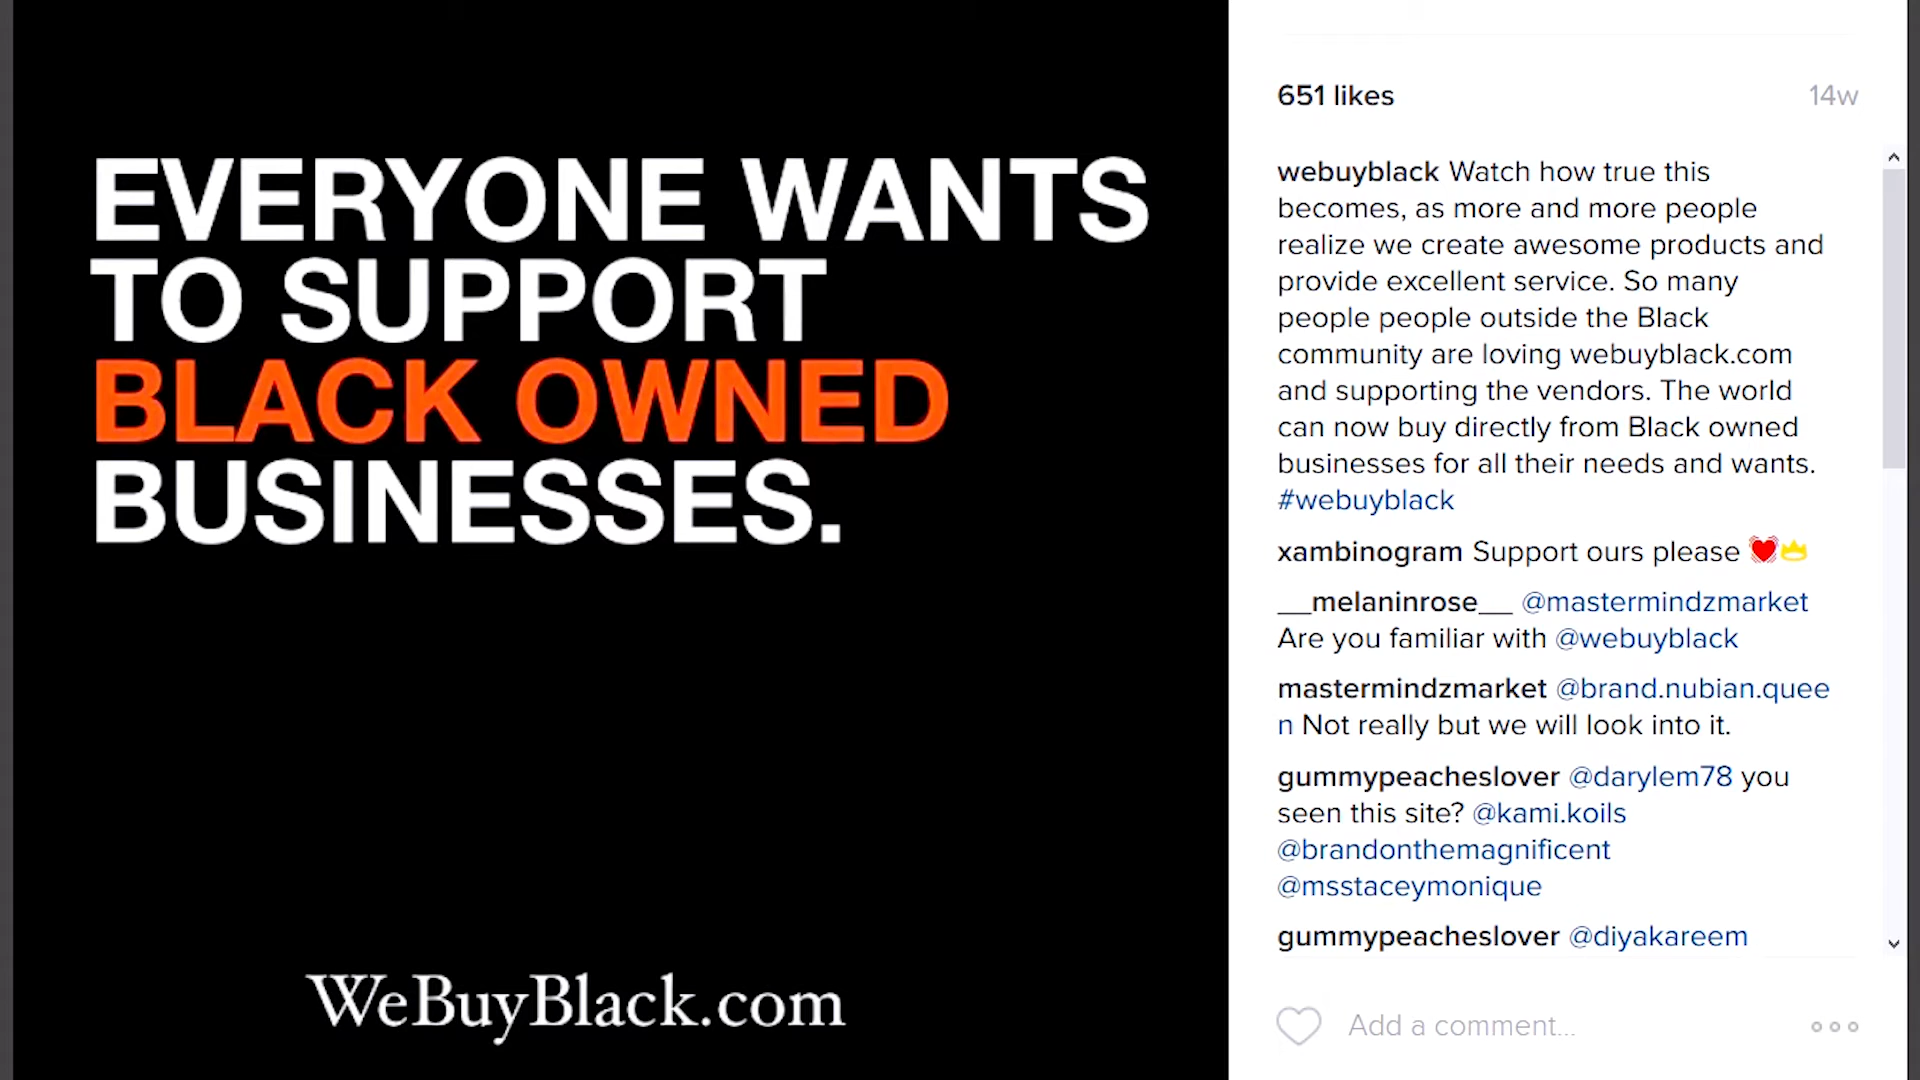 EVERYONE WANTS
TO SUPPORT
BLACK OWNED
BUSINESSES.
WeBuyBlack.com
651 likes
14w
webuyblack Watch how true this
becomes, as more and more people
realize we create awesome products and
provide excellent service. So many
people people outside the Black
community are loving webuyblack.com
and supporting the vendors. The world
can now buy directly from Black owned
businesses for all their needs and wants.
#webuyblack
xambinogram Support ours please 💓👑
__melaninrose__ @mastermindzmarket
Are you familiar with @webuyblack
mastermindzmarket @brand.nubian.quee
n Not really but we will look into it.
gummypeacheslover @darylem78 you
seen this site? @kami.koils
@brandonthemagnificent
@msstaceymonique
gummypeacheslover @diyakareem
Add a comment...